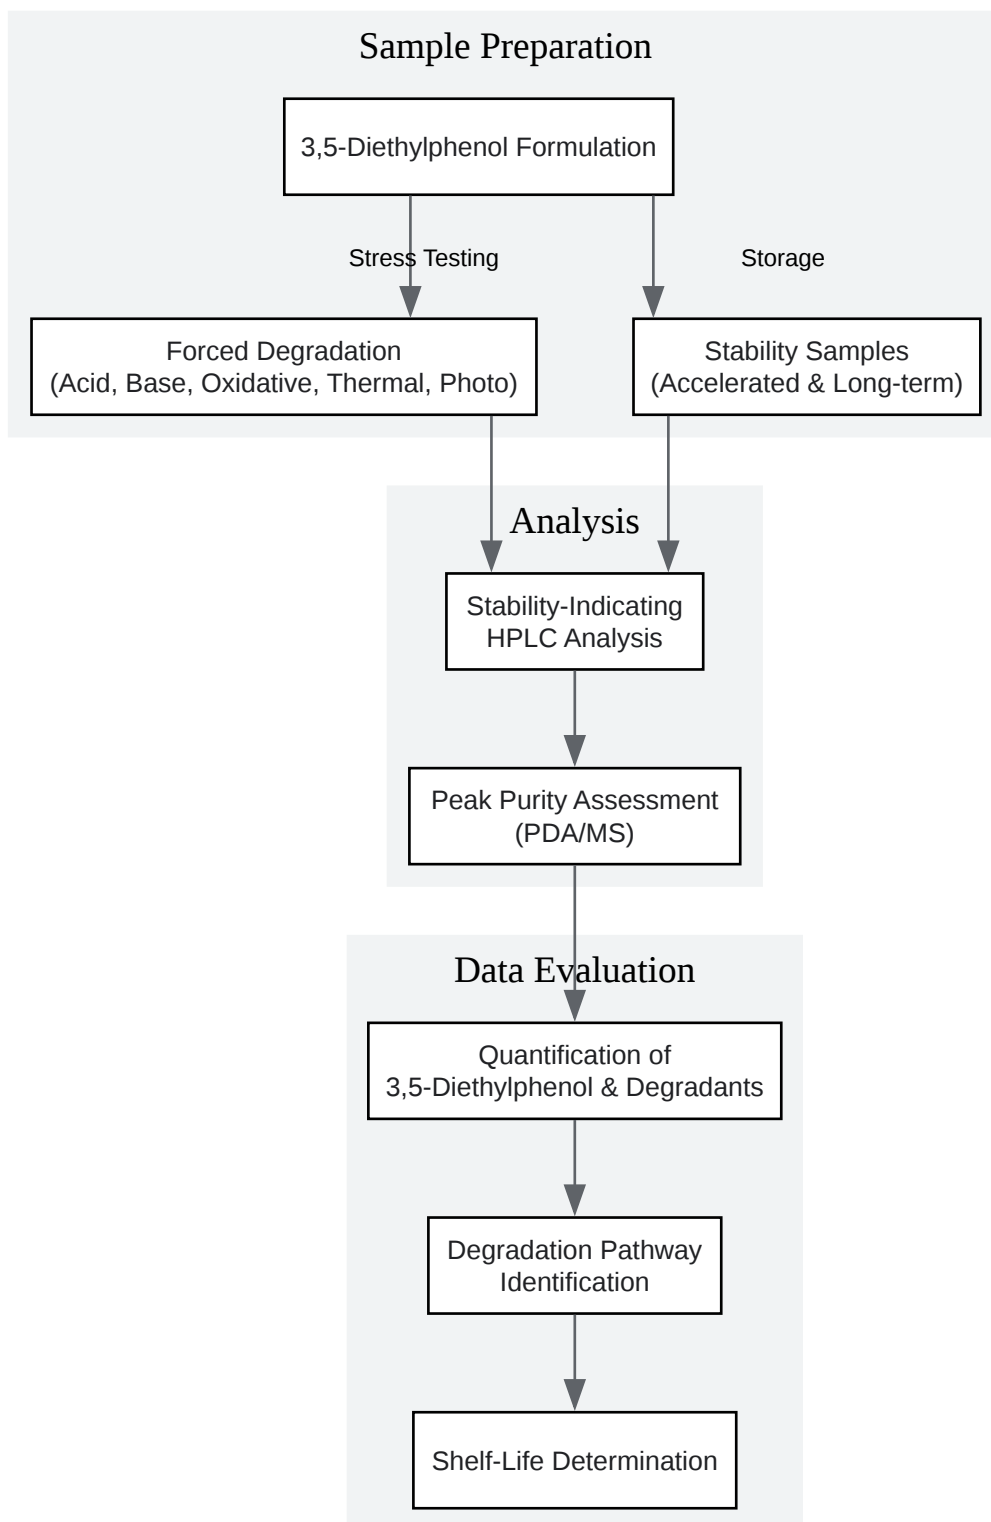 Sample Preparation
3,5-Diethylphenol Formulation
Stress Testing
Storage
Forced Degradation
(Acid, Base, Oxidative, Thermal, Photo)
Stability Samples
(Accelerated & Long-term)
Analysis
Stability-Indicating
HPLC Analysis
Peak Purity Assessment
(PDA/MS)
Data Evaluation
Quantification of
3,5-Diethylphenol & Degradants
Degradation Pathway
Identification
Shelf-Life Determination